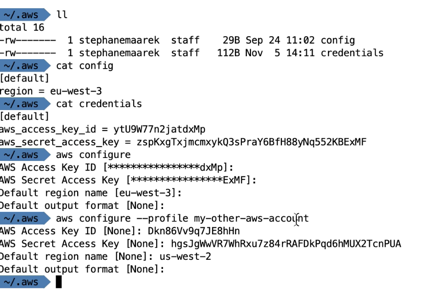 ~/.aws ll
total 16
-rw------- 1 stephanemaarek staff 29B Sep 24 11:02 config
-rw------- 1 stephanemaarek staff 112B Nov 5 14:11 credentials
~/.aws cat config
[default]
region = eu-west-3
~/.aws cat credentials
[default]
aws_access_key_id = ytU9W77n2jatdxMp
aws_secret_access_key = zspKxgTxjmcmxykQ3sPraY6BfH88yNq552KBExMF
~/.aws aws configure
AWS Access Key ID [****************dxMp]:
AWS Secret Access Key [****************ExMF]:
Default region name [eu-west-3]:
Default output format [None]:
~/.aws aws configure --profile my-other-aws-account
AWS Access Key ID [None]: Dkn86Vv9q7JE8hHn
AWS Secret Access Key [None]: hgsJgWwVR7WhRxu7z84rRAFDkPqd6hMUX2TcnPUA
Default region name [None]: us-west-2
Default output format [None]:
~/.aws